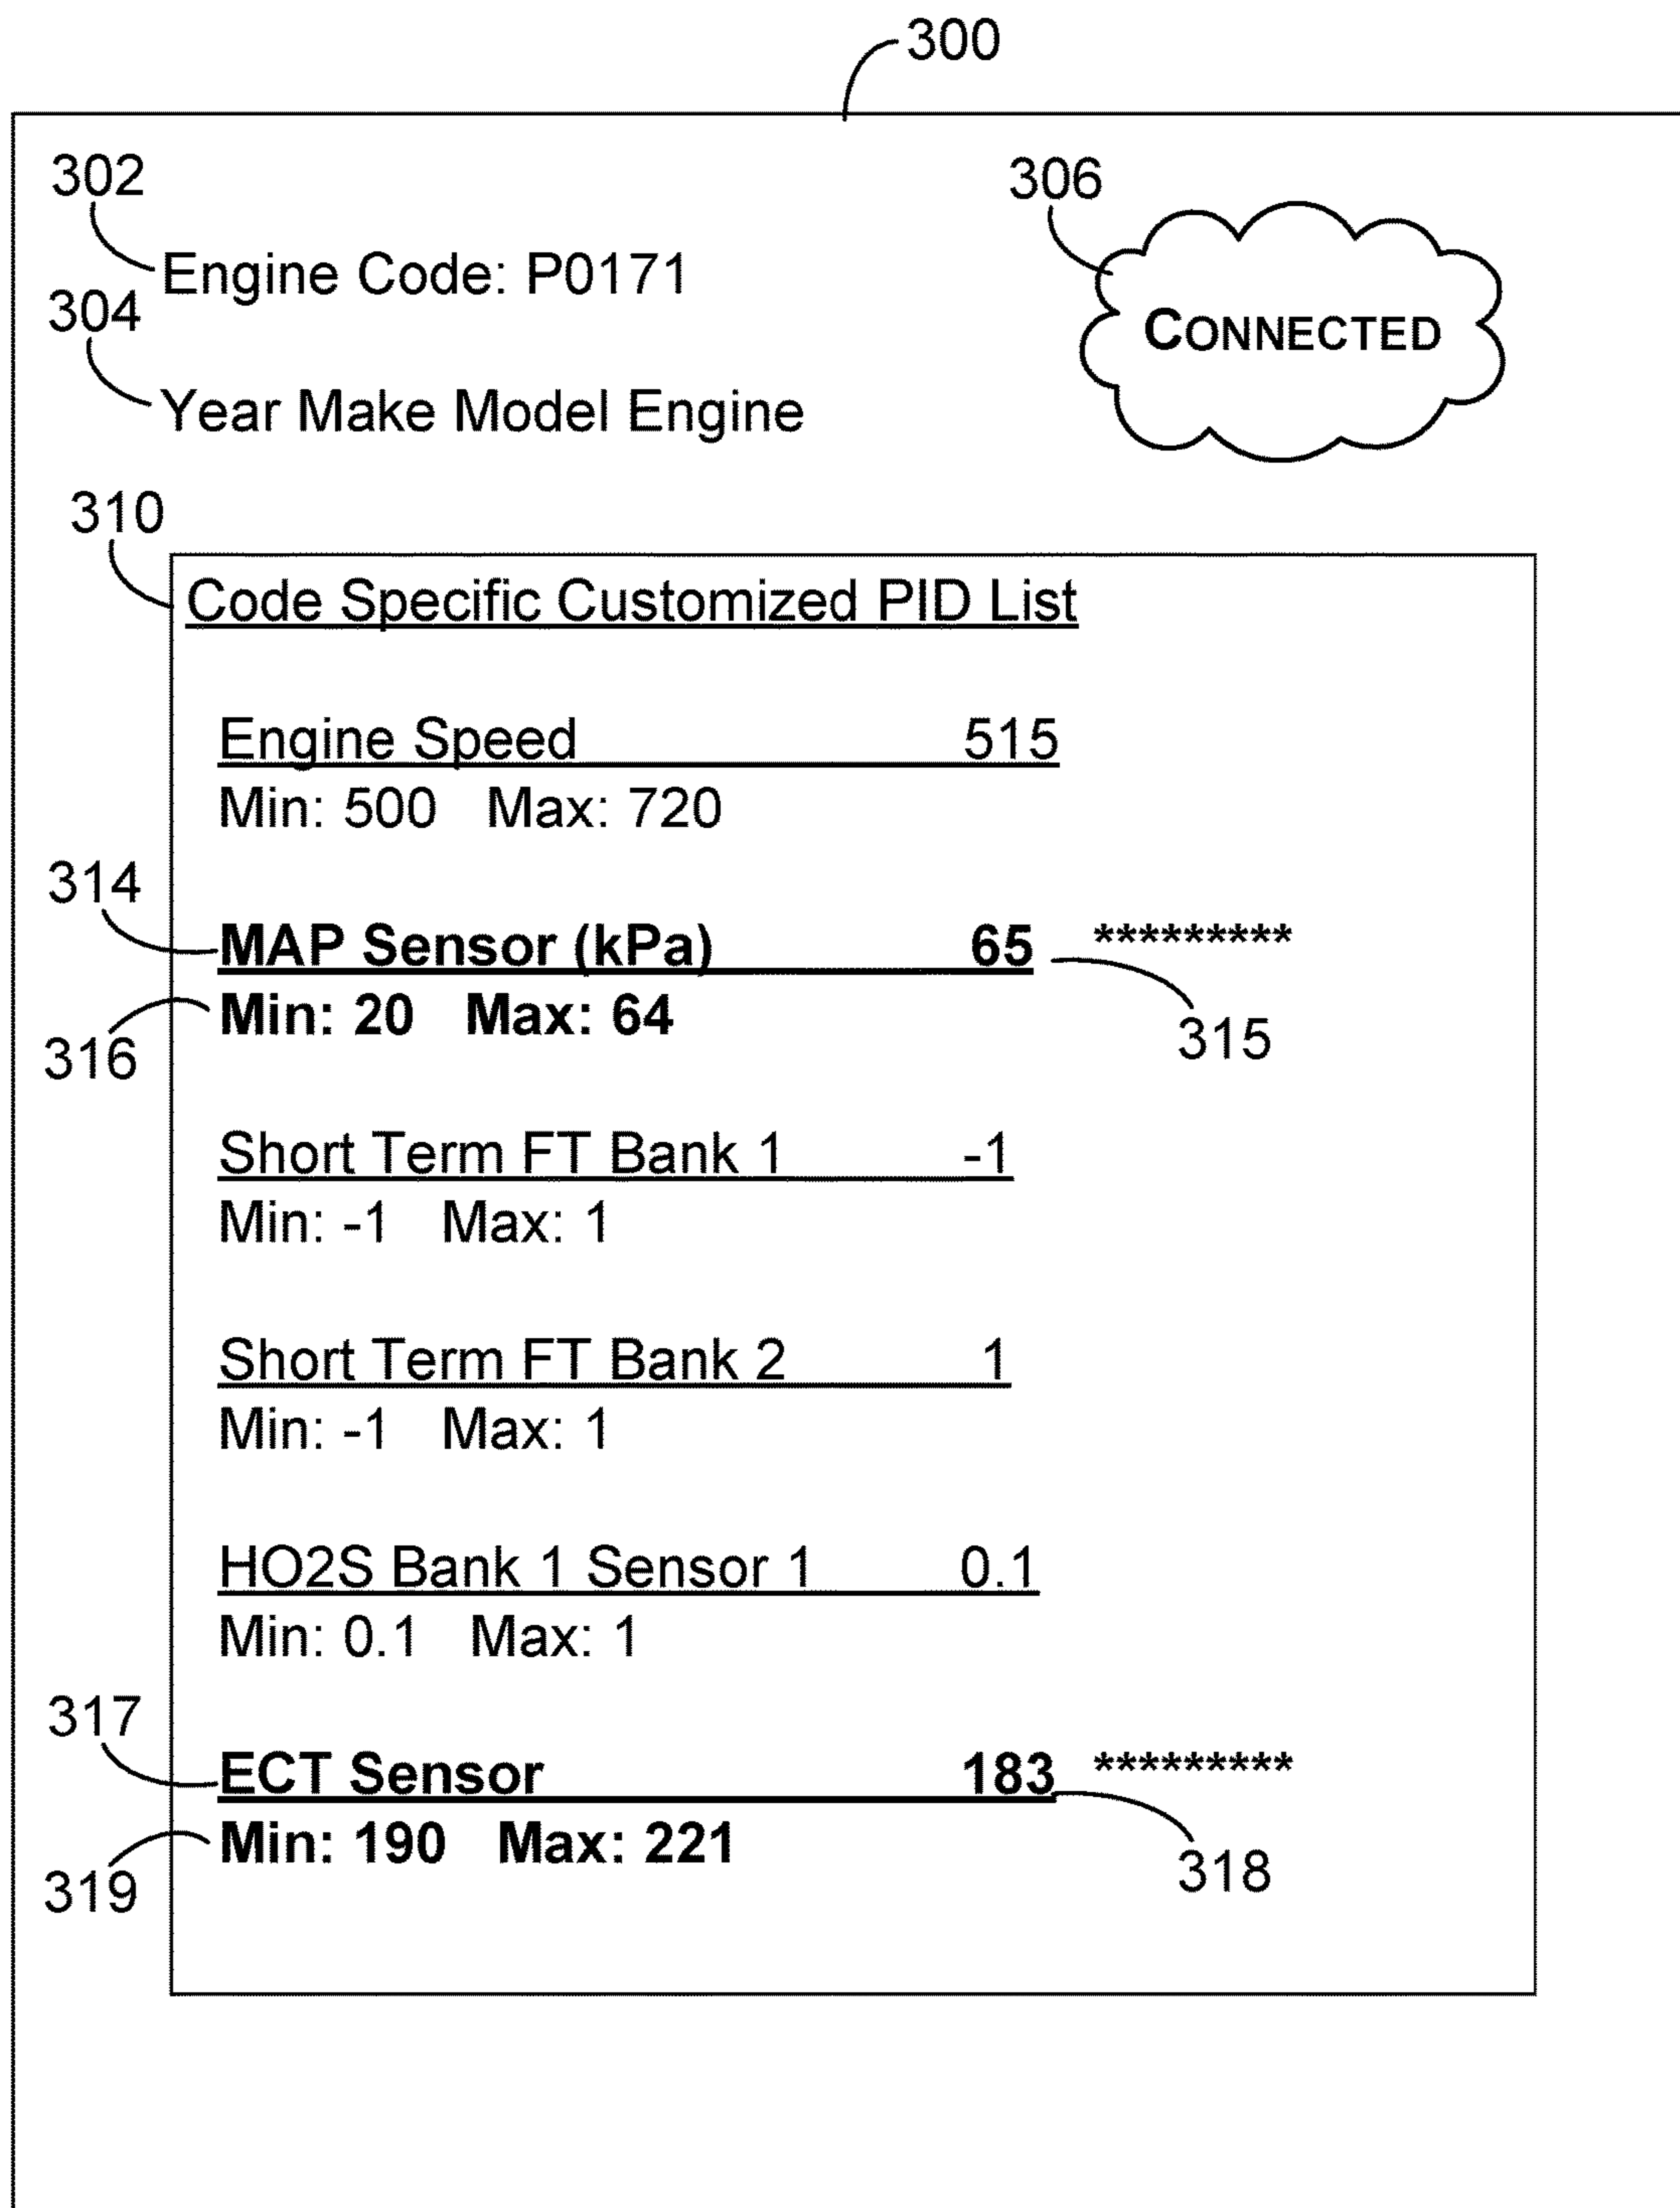 300
302
306
Engine Code: P0171
304
CONNECTED
Year Make Model Engine
310
Code Specific Customized PID List
Engine Speed 515
Min: 500 Max: 720
314
MAP Sensor (kPa) 65 *********
Min: 20 Max: 64
315
316
Short Term FT Bank 1 -1
Min: -1 Max: 1
Short Term FT Bank 2 1
Min: -1 Max: 1
HO2S Bank 1 Sensor 1 0.1
Min: 0.1 Max: 1
317
ECT Sensor 183 *********
Min: 190 Max: 221
318
319